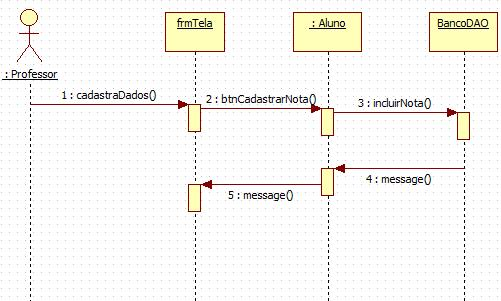 frmTela
: Aluno
BancoDAO
: Professor
1 : cadastraDados()
2 : btnCadastrarNota()
3 : incluirNota()
4 : message()
5 : message()